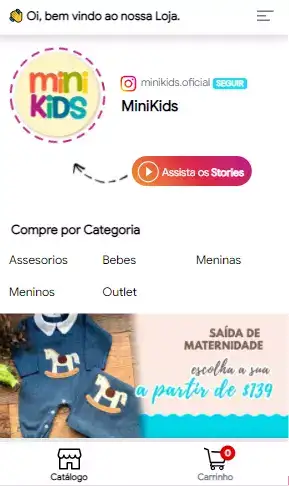 👋 Oi, bem vindo ao nossa Loja.
mini
KiDS
minikids.oficial SEGUIR
MiniKids
Assista os Stories
Compre por Categoria
Assesorios Bebes Meninas
Meninos Outlet
SAÍDA DE
MATERNIDADE
escolha a sua
a partir de $139
0
Catálogo Carrinho